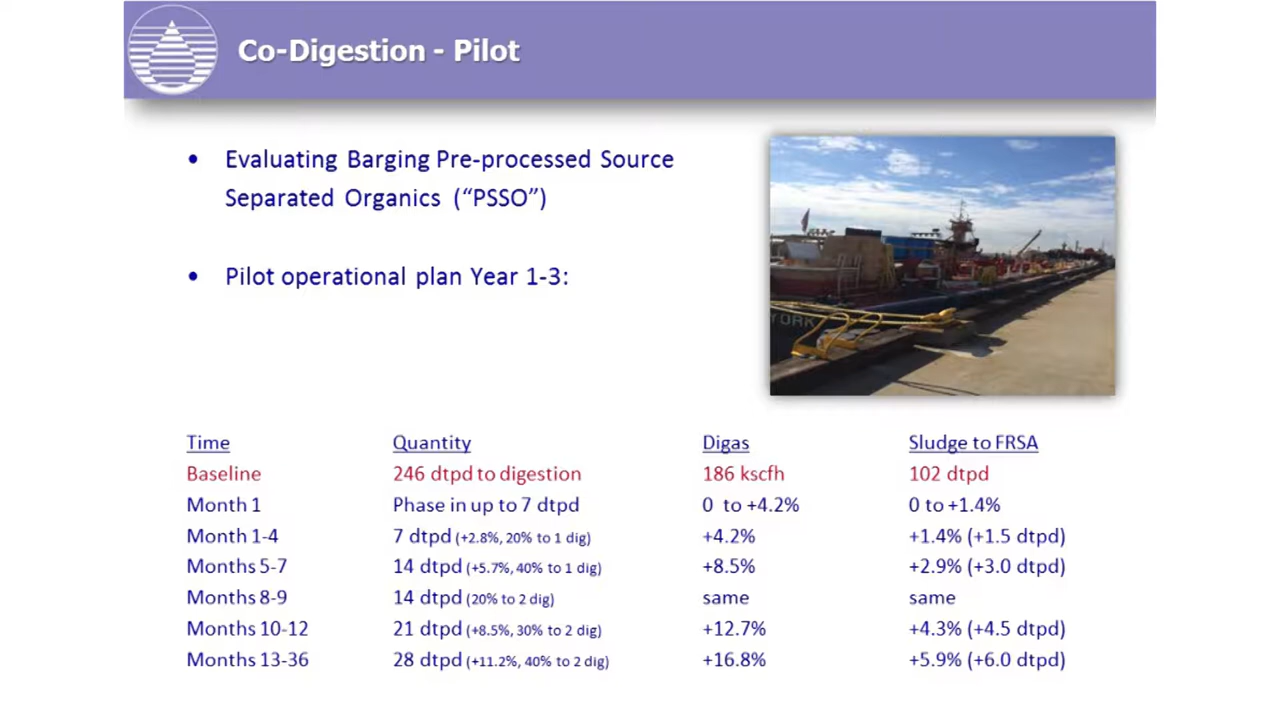 Co-Digestion - Pilot
• Evaluating Barging Pre-processed Source
Separated Organics (“PSSO”)
• Pilot operational plan Year 1-3:
YORK
Time Quantity Digas Sludge to FRSA
Baseline 246 dtpd to digestion 186 kscfh 102 dtpd
Month 1 Phase in up to 7 dtpd 0 to +4.2% 0 to +1.4%
Month 1-4 7 dtpd (+2.8%, 20% to 1 dig) +4.2% +1.4% (+1.5 dtpd)
Months 5-7 14 dtpd (+5.7%, 40% to 1 dig) +8.5% +2.9% (+3.0 dtpd)
Months 8-9 14 dtpd (20% to 2 dig) same same
Months 10-12 21 dtpd (+8.5%, 30% to 2 dig) +12.7% +4.3% (+4.5 dtpd)
Months 13-36 28 dtpd (+11.2%, 40% to 2 dig) +16.8% +5.9% (+6.0 dtpd)